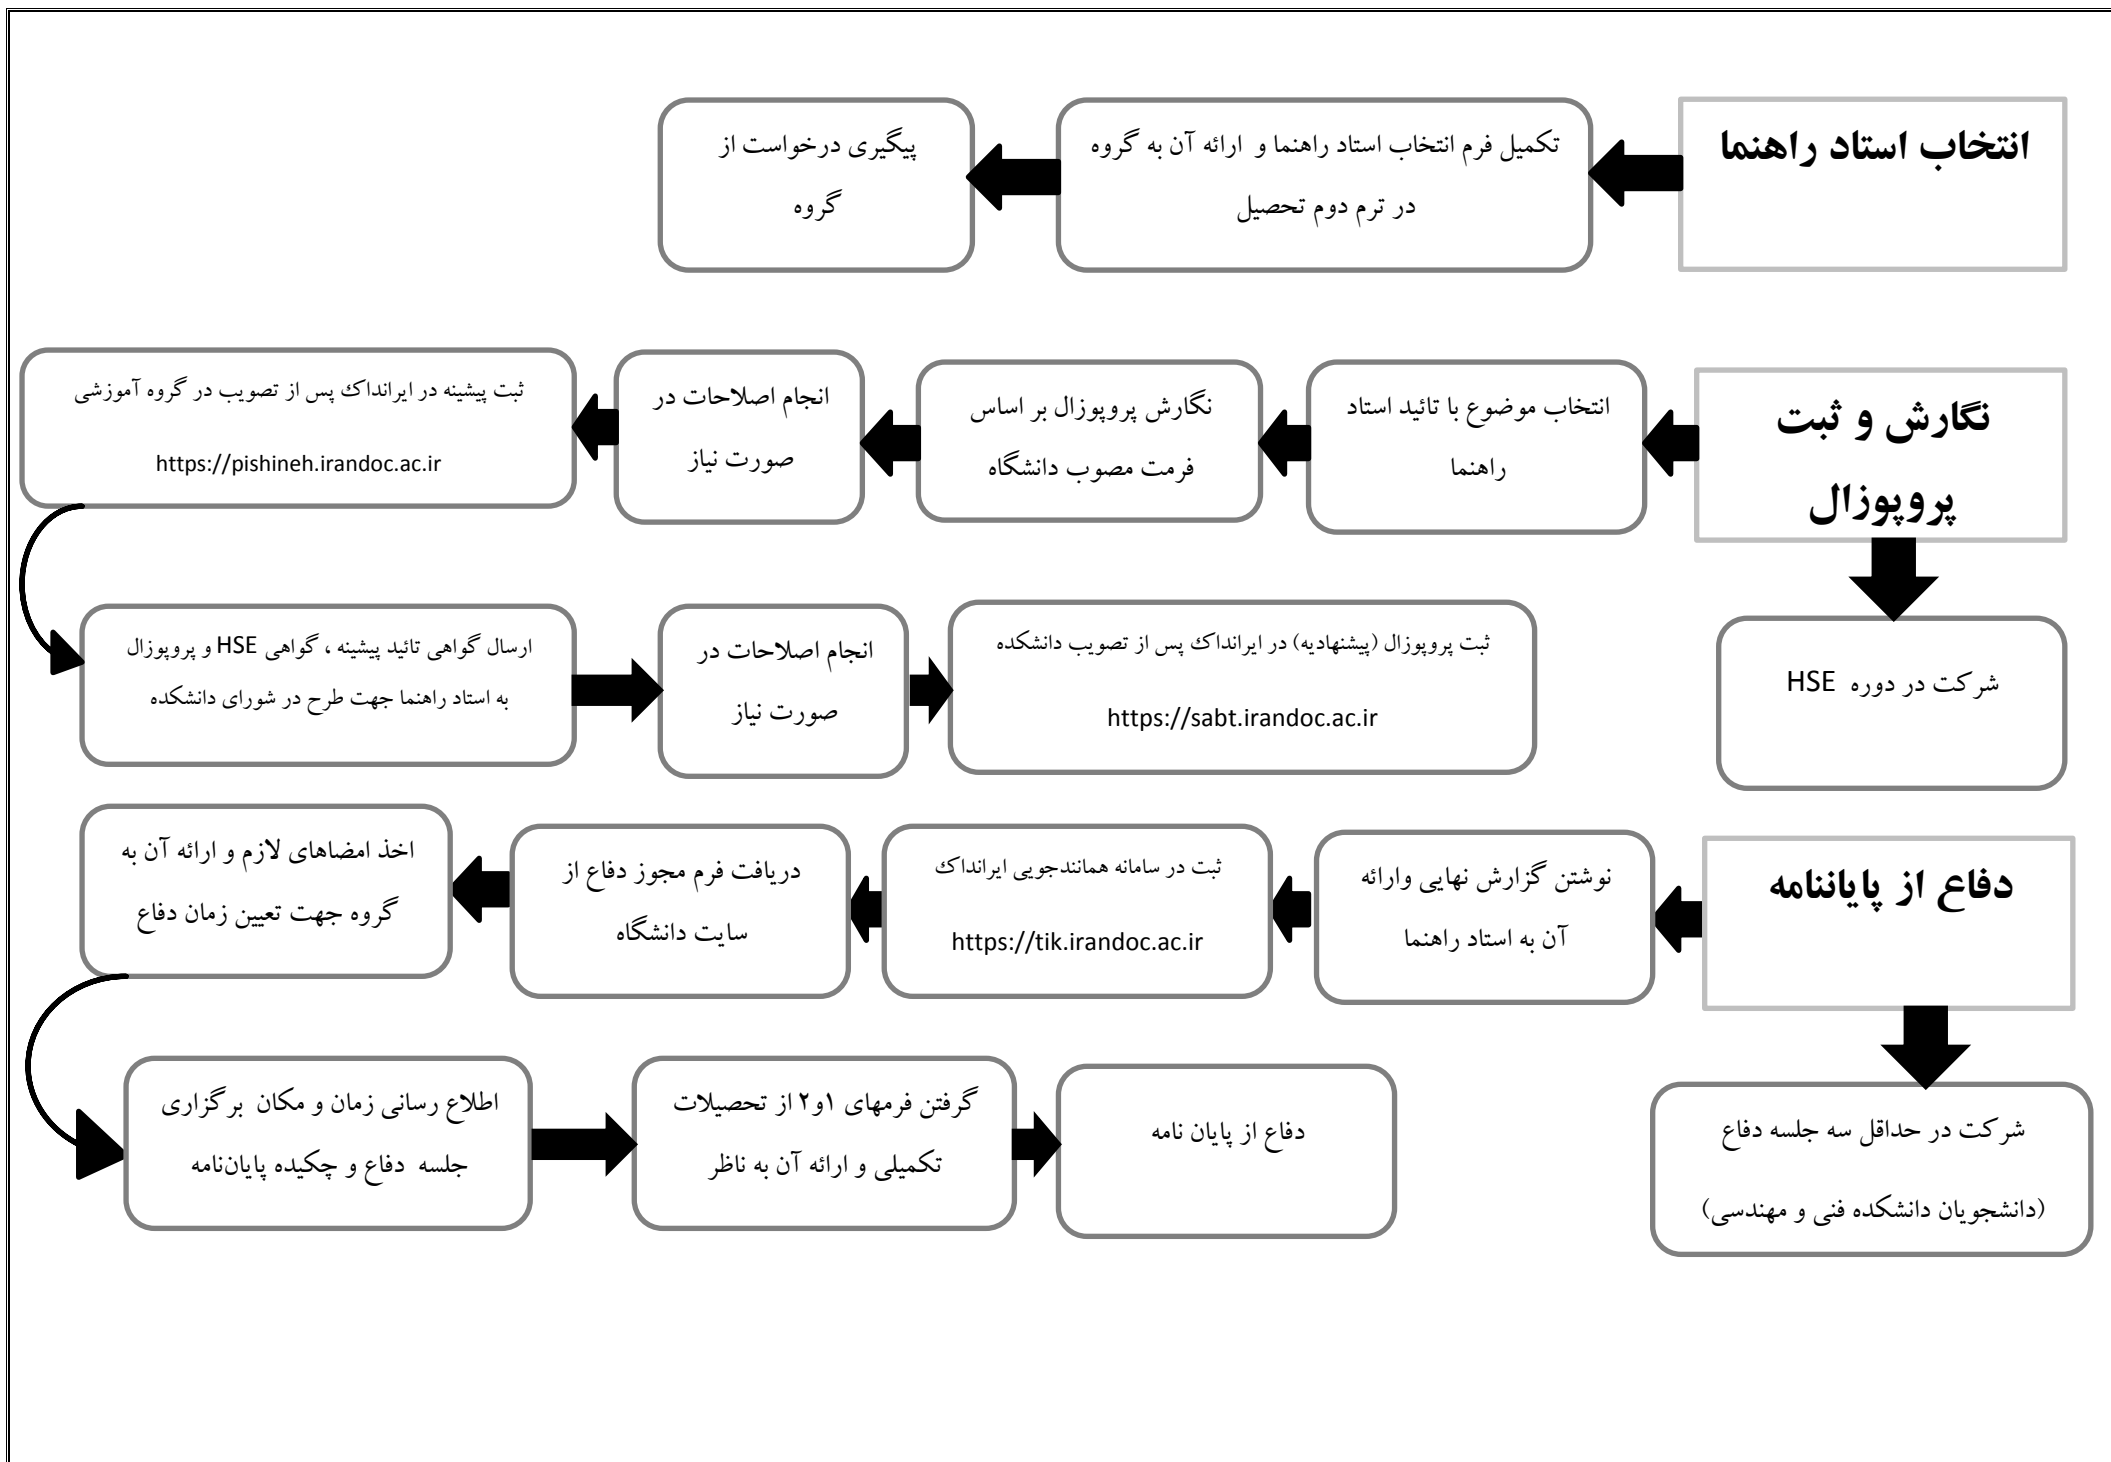 انتخاب استاد راهنما
تکمیل فرم انتخاب استاد راهنما و ارائه آن به گروه
در ترم دوم تحصیل
پیگیری درخواست از
گروه
نگارش و ثبت
پروپوزال
انتخاب موضوع با تائید استاد
راهنما
نگارش پروپوزال بر اساس
فرمت مصوب دانشگاه
انجام اصلاحات در
صورت نیاز
ثبت پیشینه در ایرانداک پس از تصویب در گروه آموزشی
https://pishineh.irandoc.ac.ir
ارسال گواهی تائید پیشینه ، گواهی HSE و پروپوزال
به استاد راهنما جهت طرح در شورای دانشکده
انجام اصلاحات در
صورت نیاز
ثبت پروپوزال (پیشنهادیه) در ایرانداک پس از تصویب دانشکده
https://sabt.irandoc.ac.ir
شرکت در دوره HSE
دفاع از پایاننامه
نوشتن گزارش نهایی وارائه
آن به استاد راهنما
ثبت در سامانه همانندجویی ایرانداک
https://tik.irandoc.ac.ir
دریافت فرم مجوز دفاع از
سایت دانشگاه
اخذ امضاهای لازم و ارائه آن به
گروه جهت تعیین زمان دفاع
اطلاع رسانی زمان و مکان برگزاری
جلسه دفاع و چکیده پایان‌نامه
گرفتن فرمهای ۱و۲ از تحصیلات
تکمیلی و ارائه آن به ناظر
دفاع از پایان نامه
شرکت در حداقل سه جلسه دفاع
(دانشجویان دانشکده فنی و مهندسی)